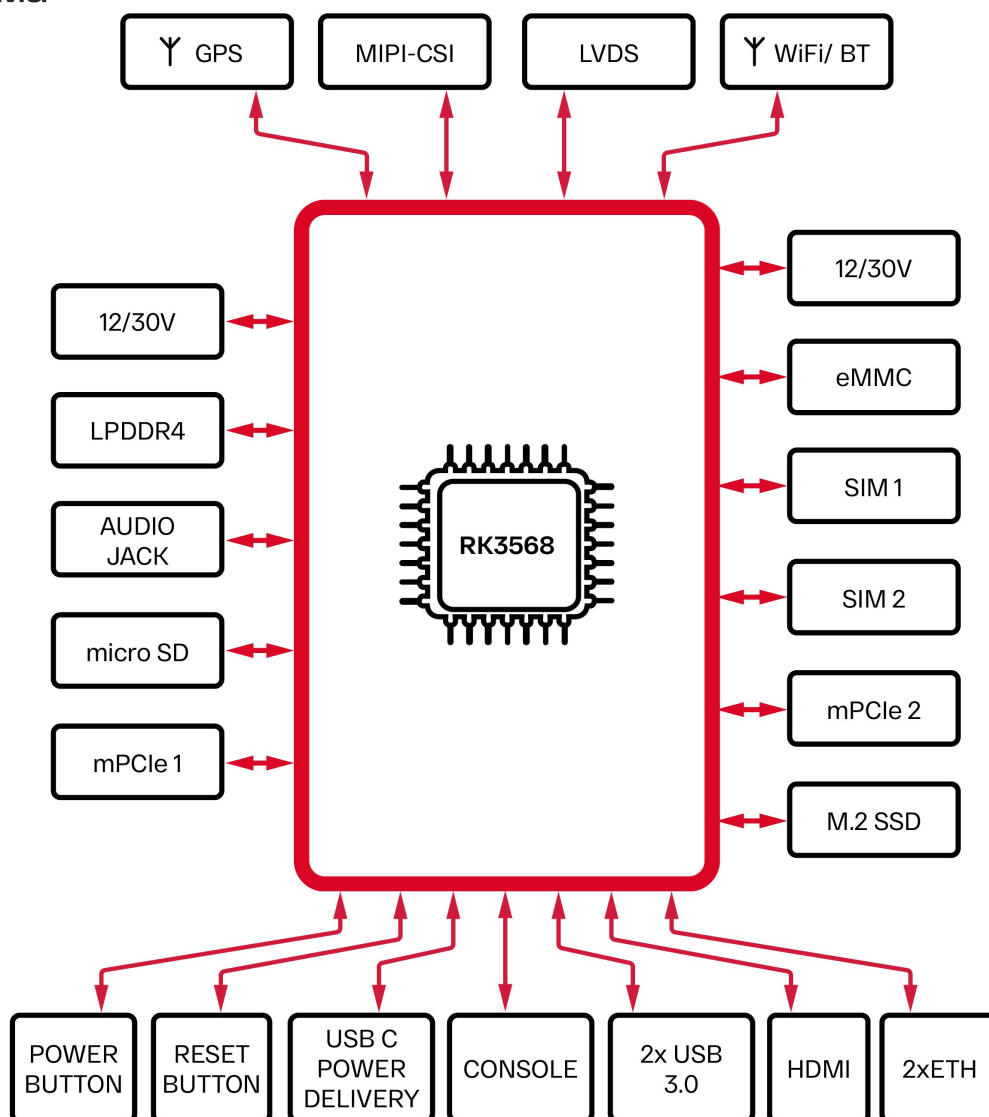 GPS
MIPI-CSI
LVDS
WiFi/ BT
12/30V
12/30V
eMMC
LPDDR4
SIM 1
AUDIO
JACK
RK3568
SIM 2
micro SD
mPCIe 2
mPCIe 1
M.2 SSD
POWER
BUTTON
RESET
BUTTON
USB C
POWER
DELIVERY
CONSOLE
2x USB
3.0
HDMI
2xETH